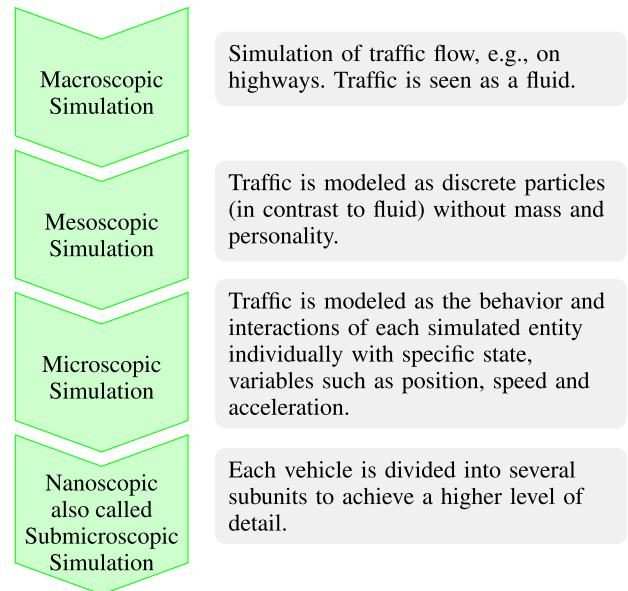 Macroscopic
Simulation
Simulation of traffic flow, e.g., on
highways. Traffic is seen as a fluid.
Mesoscopic
Simulation
Traffic is modeled as discrete particles
(in contrast to fluid) without mass and
personality.
Microscopic
Simulation
Traffic is modeled as the behavior and
interactions of each simulated entity
individually with specific state,
variables such as position, speed and
acceleration.
Nanoscopic
also called
Submicroscopic
Simulation
Each vehicle is divided into several
subunits to achieve a higher level of
detail.